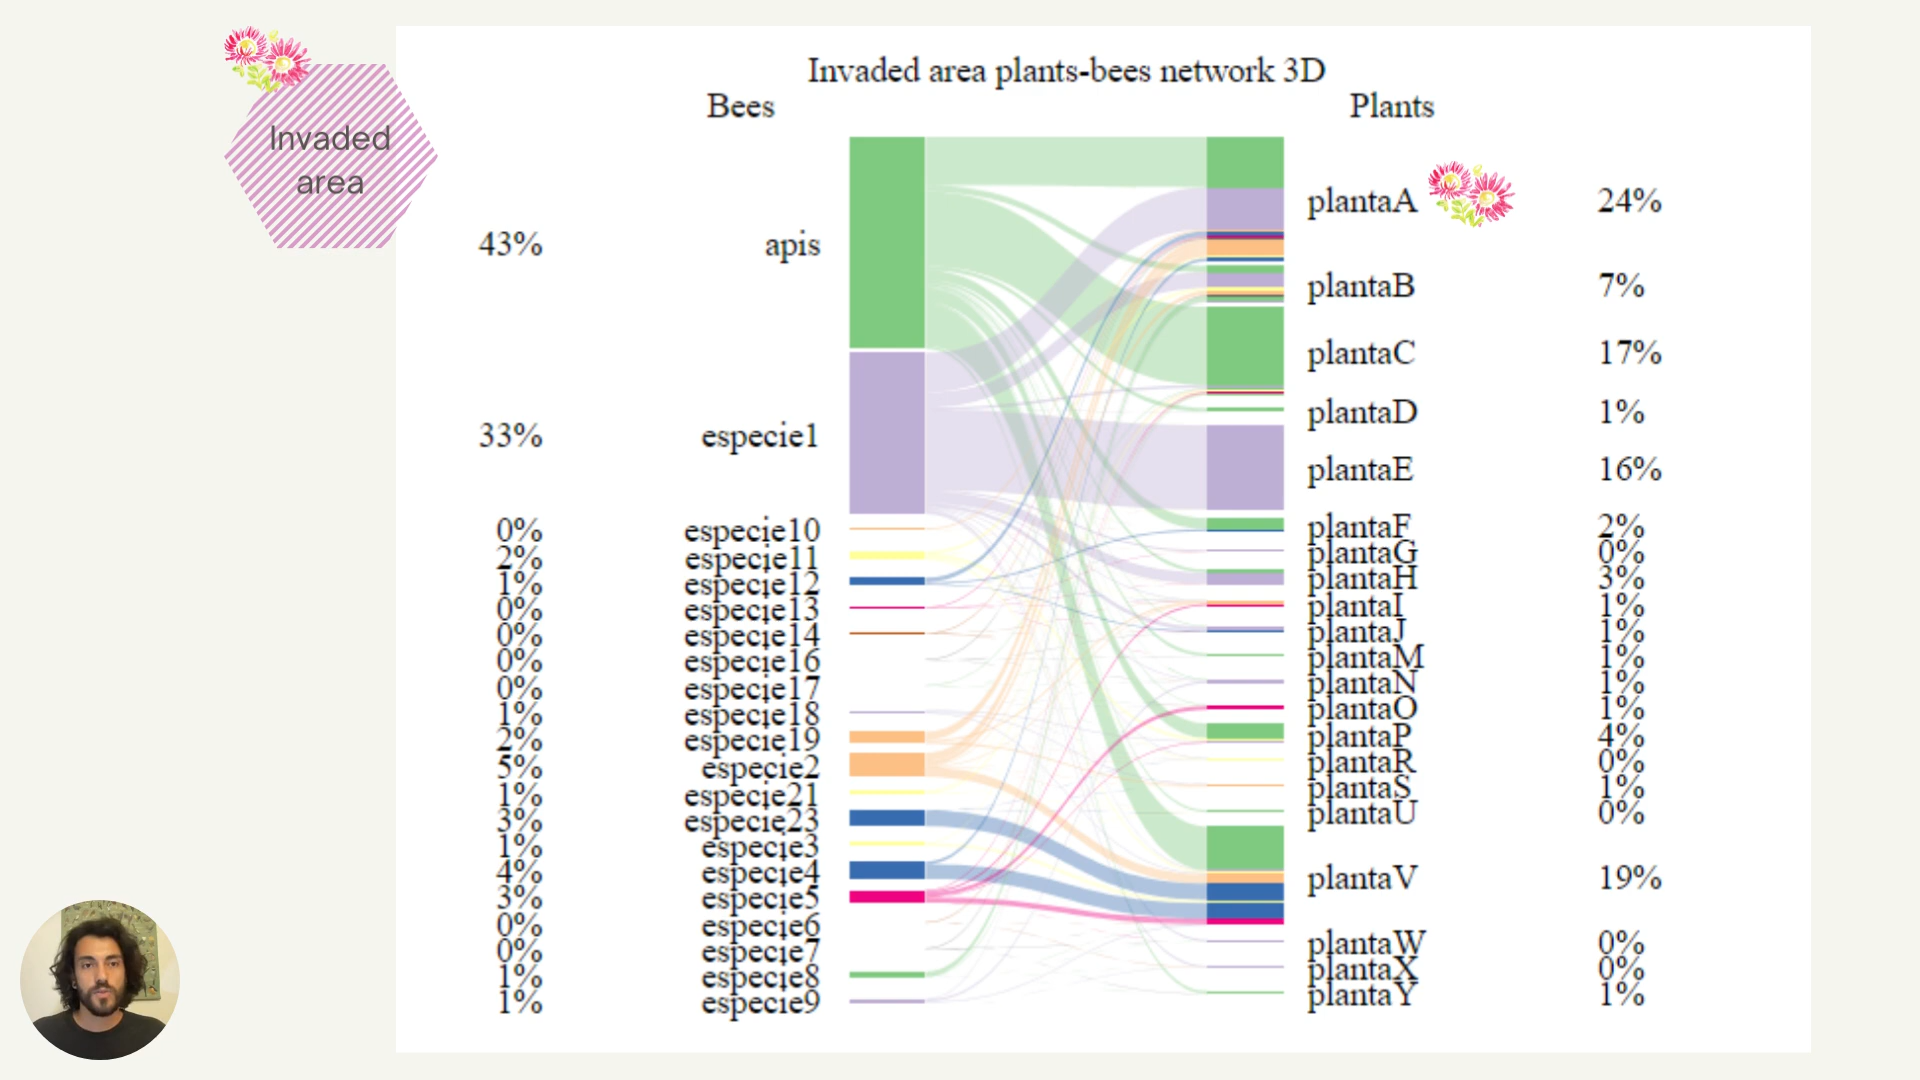 Invaded
area
Invaded area plants-bees network 3D
Bees
Plants
43% apis
33% especie1
0% especie10
2% especie11
1% especie12
0% especie13
0% especie14
0% especie16
0% especie17
1% especie18
2% especie19
5% especie2
1% especie21
3% especie23
1% especie3
4% especie4
3% especie5
0% especie6
0% especie7
1% especie8
1% especie9
plantaA 24%
plantaB 7%
plantaC 17%
plantaD 1%
plantaE 16%
plantaF 2%
plantaG 0%
plantaH 3%
plantaI 1%
plantaJ 1%
plantaM 1%
plantaN 1%
plantaO 1%
plantaP 4%
plantaR 0%
plantaS 1%
plantaU 0%
plantaV 19%
plantaW 0%
plantaX 0%
plantaY 1%